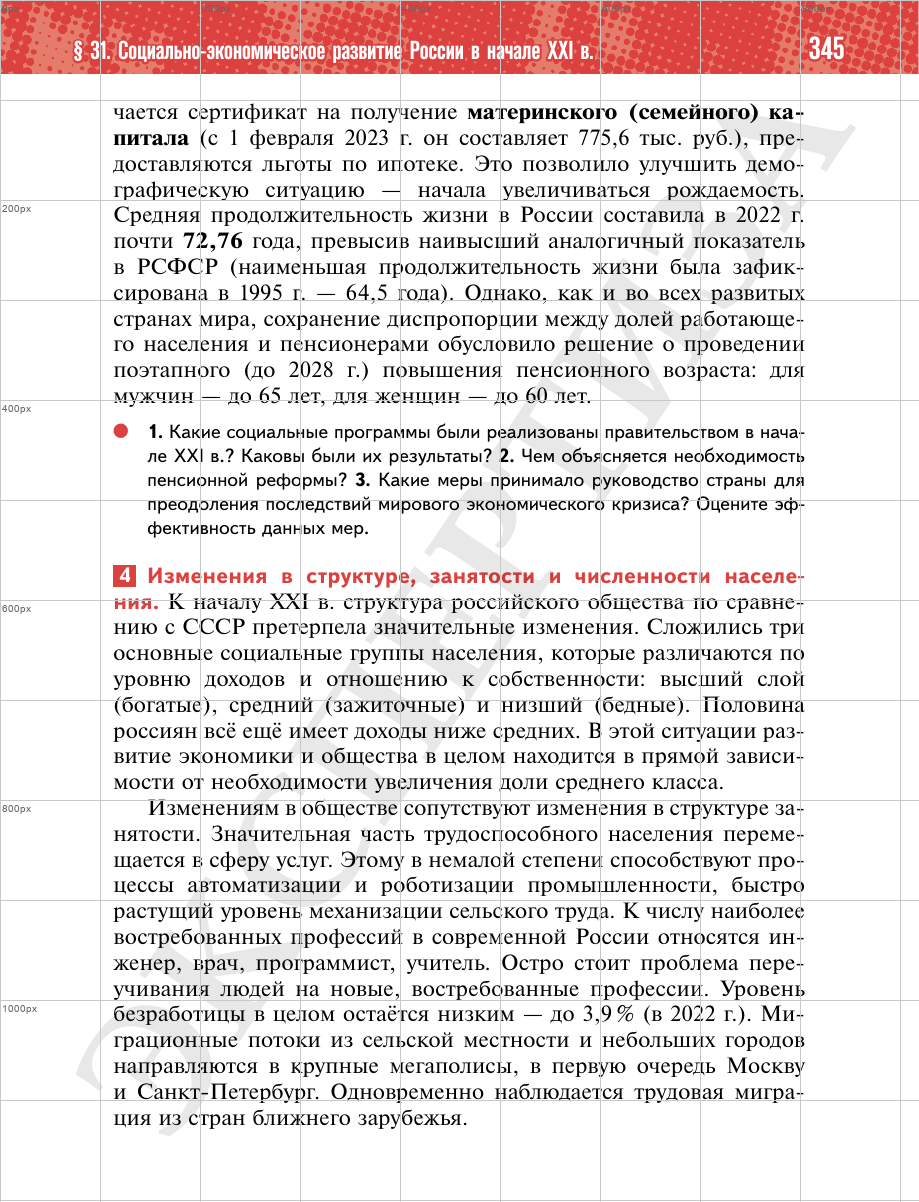 § 31. Социально-экономическое развитие России в начале XXI в. 345
чается сертификат на получение материнского (семейного) ка-
питала (с 1 февраля 2023 г. он составляет 775,6 тыс. руб.), пре-
доставляются льготы по ипотеке. Это позволило улучшить демо-
графическую ситуацию — начала увеличиваться рождаемость.
Средняя продолжительность жизни в России составила в 2022 г.
почти 72,76 года, превысив наивысший аналогичный показатель
в РСФСР (наименьшая продолжительность жизни была зафик-
сирована в 1995 г. — 64,5 года). Однако, как и во всех развитых
странах мира, сохранение диспропорции между долей работающе-
го населения и пенсионерами обусловило решение о проведении
поэтапного (до 2028 г.) повышения пенсионного возраста: для
мужчин — до 65 лет, для женщин — до 60 лет.
1. Какие социальные программы были реализованы правительством в нача-
ле XXI в.? Каковы были их результаты? 2. Чем объясняется необходимость
пенсионной реформы? 3. Какие меры принимало руководство страны для
преодоления последствий мирового экономического кризиса? Оцените эф-
фективность данных мер.
4 Изменения в структуре, занятости и численности населе-
ния. К началу XXI в. структура российского общества по сравне-
нию с СССР претерпела значительные изменения. Сложились три
основные социальные группы населения, которые различаются по
уровню доходов и отношению к собственности: высший слой
(богатые), средний (зажиточные) и низший (бедные). Половина
россиян всё ещё имеет доходы ниже средних. В этой ситуации раз-
витие экономики и общества в целом находится в прямой зависи-
мости от необходимости увеличения доли среднего класса.
Изменениям в обществе сопутствуют изменения в структуре за-
нятости. Значительная часть трудоспособного населения переме-
щается в сферу услуг. Этому в немалой степени способствуют про-
цессы автоматизации и роботизации промышленности, быстро
растущий уровень механизации сельского труда. К числу наиболее
востребованных профессий в современной России относятся ин-
женер, врач, программист, учитель. Остро стоит проблема пере-
учивания людей на новые, востребованные профессии. Уровень
безработицы в целом остаётся низким — до 3,9 % (в 2022 г.). Ми-
грационные потоки из сельской местности и небольших городов
направляются в крупные мегаполисы, в первую очередь Москву
и Санкт-Петербург. Одновременно наблюдается трудовая мигра-
ция из стран ближнего зарубежья.
ЭКСПЕРТИЗА
200px
400px
600px
800px
1000px